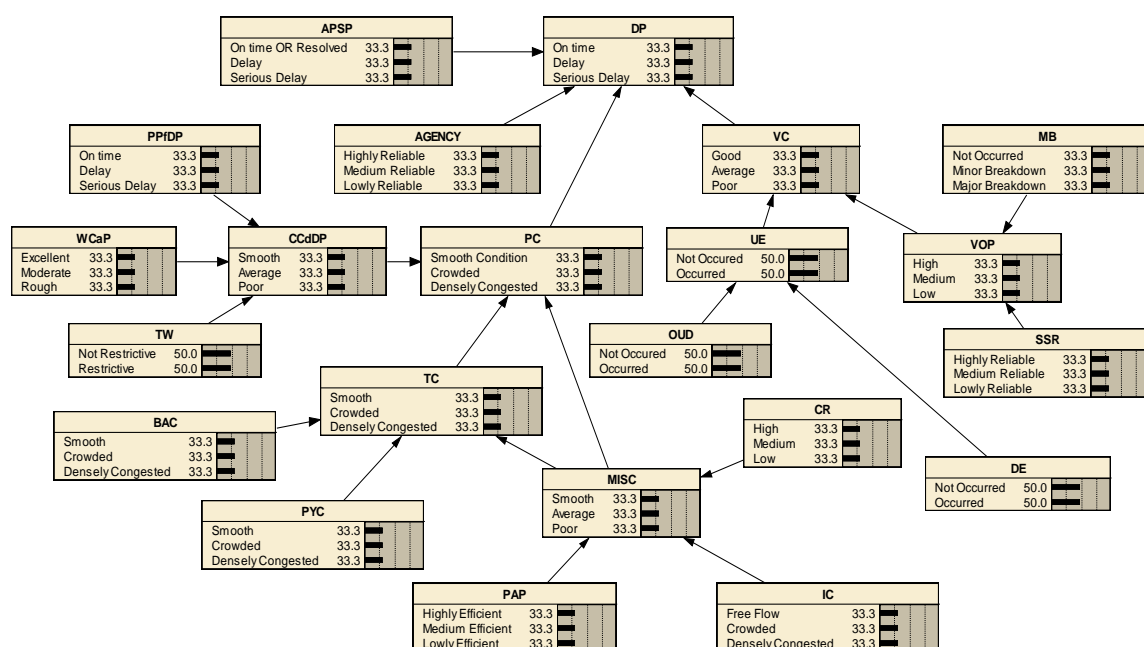 APSP
On time OR Resolved 33.3
Delay 33.3
Serious Delay 33.3
DP
On time 33.3
Delay 33.3
Serious Delay 33.3
PPfDP
On time 33.3
Delay 33.3
Serious Delay 33.3
AGENCY
Highly Reliable 33.3
Medium Reliable 33.3
Lowly Reliable 33.3
VC
Good 33.3
Average 33.3
Poor 33.3
MB
Not Occurred 33.3
Minor Breakdown 33.3
Major Breakdown 33.3
WCaP
Excellent 33.3
Moderate 33.3
Rough 33.3
CCdDP
Smooth 33.3
Average 33.3
Poor 33.3
PC
Smooth Condition 33.3
Crowded 33.3
Densely Congested 33.3
UE
Not Occured 50.0
Occurred 50.0
VOP
High 33.3
Medium 33.3
Low 33.3
TW
Not Restrictive 50.0
Restrictive 50.0
OUD
Not Occured 50.0
Occurred 50.0
SSR
Highly Reliable 33.3
Medium Reliable 33.3
Lowly Reliable 33.3
TC
Smooth 33.3
Crowded 33.3
Densely Congested 33.3
BAC
Smooth 33.3
Crowded 33.3
Densely Congested 33.3
CR
High 33.3
Medium 33.3
Low 33.3
MISC
Smooth 33.3
Average 33.3
Poor 33.3
DE
Not Occurred 50.0
Occurred 50.0
PYC
Smooth 33.3
Crowded 33.3
Densely Congested 33.3
PAP
Highly Efficient 33.3
Medium Efficient 33.3
Lowly Efficient 33.3
IC
Free Flow 33.3
Crowded 33.3
Densely Congested 33.3